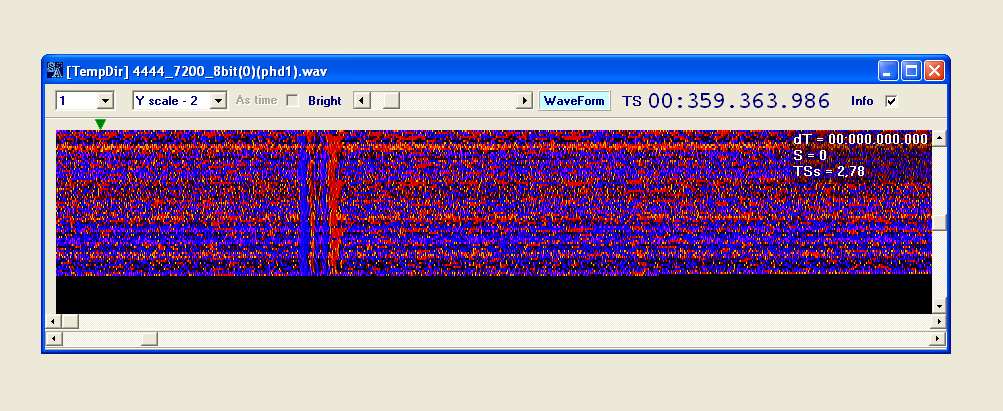 [TempDir] 4444_7200_8bit(0)(phd1).wav
1 Y scale - 2 As time Bright WaveForm TS 00:359.363.986 Info
dT = 00:000.000.000
S = 0
TSs = 2,78